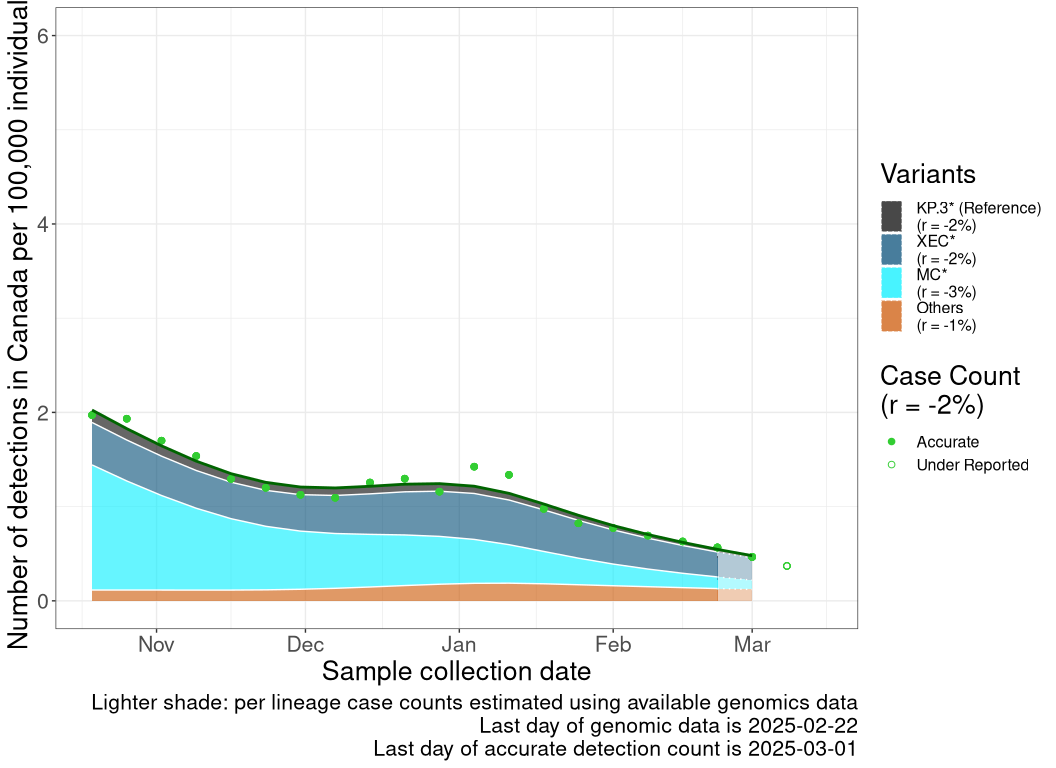 Number of detections in Canada per 100,000 individual
6
4
2
0
Nov
Dec
Jan
Feb
Mar
Sample collection date
Lighter shade: per lineage case counts estimated using available genomics data
Last day of genomic data is 2025-02-22
Last day of accurate detection count is 2025-03-01
Variants
KP.3* (Reference)
(r = -2%)
XEC*
(r = -2%)
MC*
(r = -3%)
Others
(r = -1%)
Case Count
(r = -2%)
Accurate
Under Reported